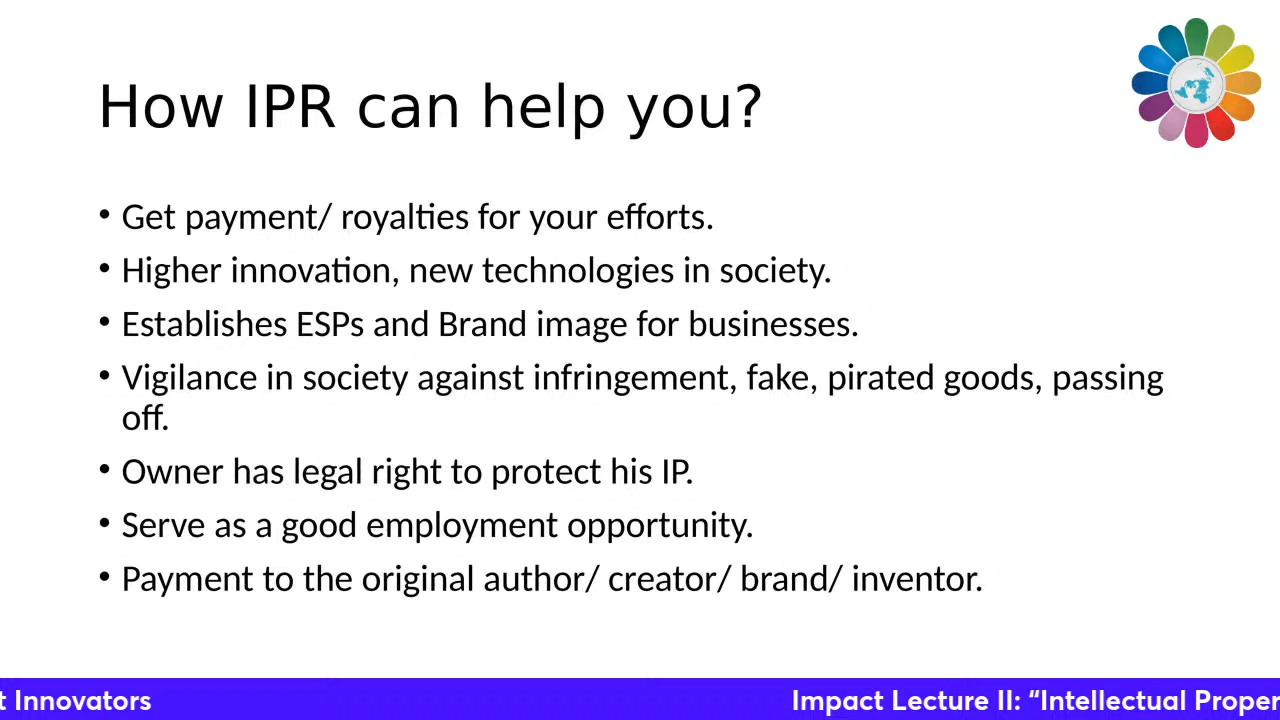 How IPR can help you?
• Get payment/ royalties for your efforts.
• Higher innovation, new technologies in society.
• Establishes ESPs and Brand image for businesses.
• Vigilance in society against infringement, fake, pirated goods, passing
off.
• Owner has legal right to protect his IP.
• Serve as a good employment opportunity.
• Payment to the original author/ creator/ brand/ inventor.
t Innovators
Impact Lecture II: “Intellectual Proper